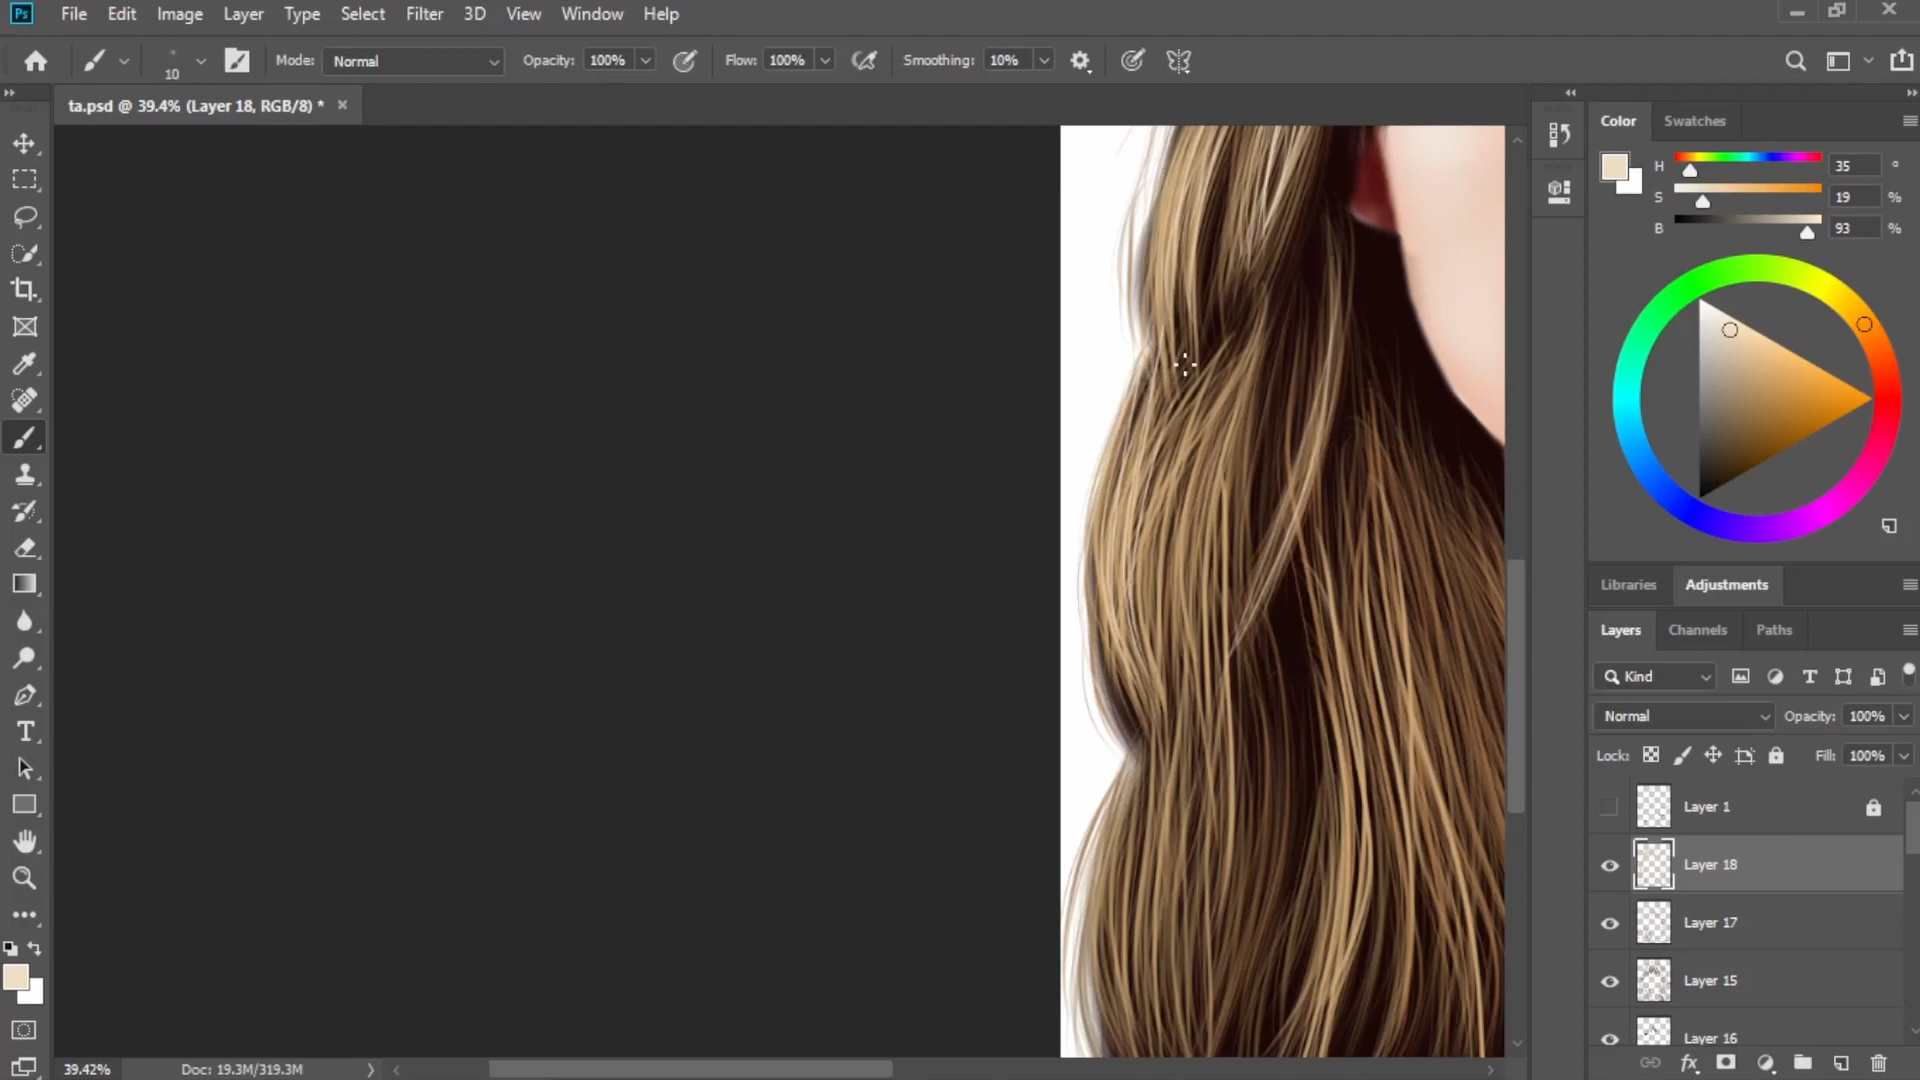 Ps File Edit Image Layer Type Select Filter 3D View Window Help
10 Mode: Normal Opacity: 100% Flow: 100% Smoothing: 10%
ta.psd @ 39.4% (Layer 18, RGB/8) *
Color Swatches
H 35 °
S 19 %
B 93 %
Libraries Adjustments
Layers Channels Paths
Kind
Normal Opacity: 100%
Lock: Fill: 100%
Layer 1
Layer 18
Layer 17
Layer 15
Layer 16
39.42% Doc: 19.3M/319.3M